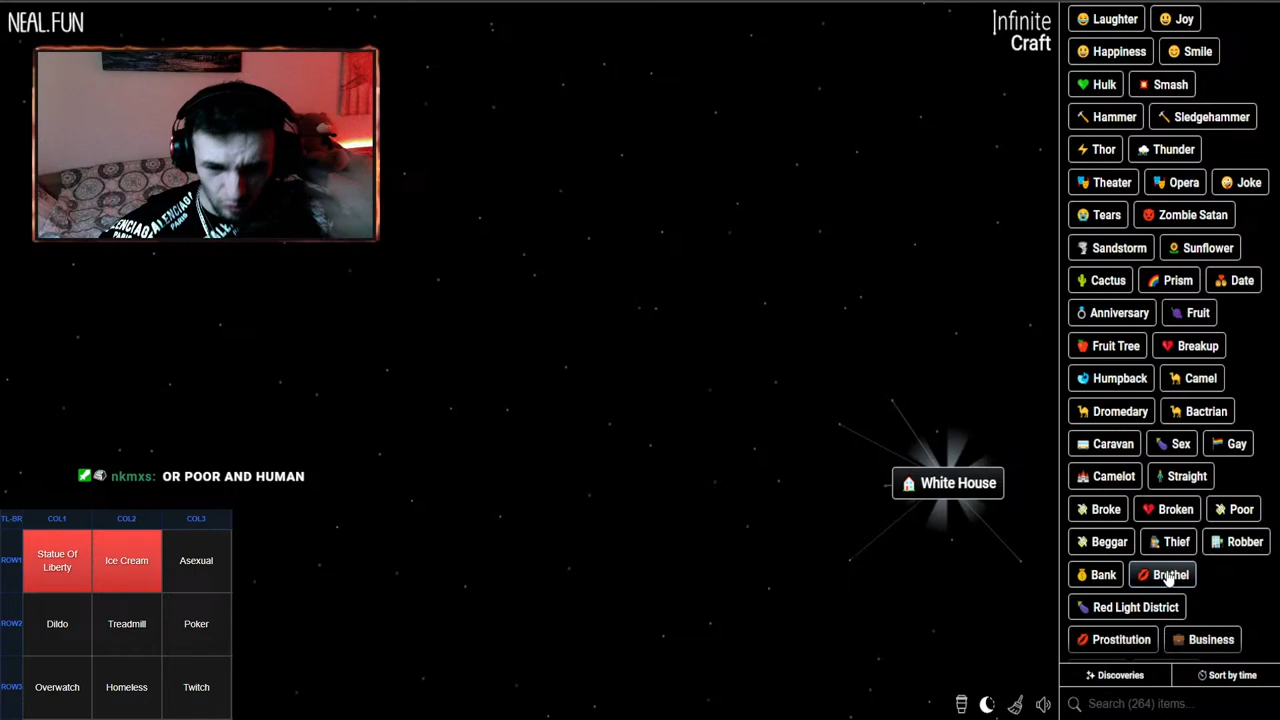 NEAL.FUN
Infinite
Craft
😂 Laughter 😃 Joy
😃 Happiness 😊 Smile
💚 Hulk 💥 Smash
🔨 Hammer 🔨 Sledgehammer
⚡ Thor ⛈️ Thunder
🎭 Theater 🎭 Opera 🤪 Joke
😭 Tears 👹 Zombie Satan
🌪️ Sandstorm 🌻 Sunflower
🌵 Cactus 🌈 Prism 💑 Date
💍 Anniversary 🍇 Fruit
🍎 Fruit Tree 💔 Breakup
🐳 Humpback 🐪 Camel
🐪 Dromedary 🐪 Bactrian
🚐 Caravan 🍆 Sex 🏳️‍🌈 Gay
🏰 Camelot 🧍 Straight
💸 Broke 💔 Broken 💸 Poor
💸 Beggar Thief Robber
💰 Bank 💋 Brothel
🍆 Red Light District
💋 Prostitution 💼 Business
🏠 White House
nkmxs: OR POOR AND HUMAN
TL-BR COL1 COL2 COL3
ROW1 Statue Of Liberty Ice Cream Asexual
ROW2 Dildo Treadmill Poker
ROW3 Overwatch Homeless Twitch
ALENCIAGA
PARIS
✨ Discoveries Sort by time
Search (264) items...